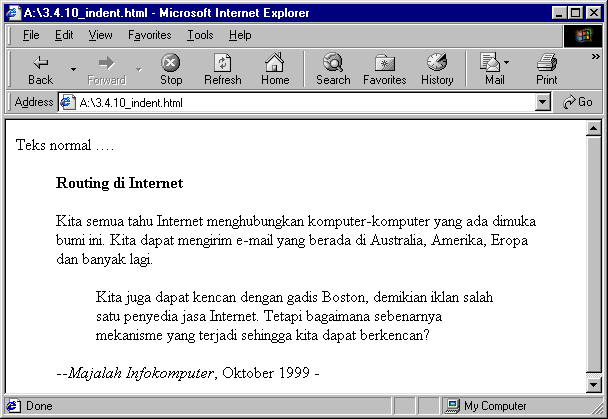 A:\3.4.10_indent.html - Microsoft Internet Explorer
File Edit View Favorites Tools Help
Back Forward Stop Refresh Home Search Favorites History Mail Print »
Address A:\3.4.10_indent.html Go
Teks normal ....
Routing di Internet
Kita semua tahu Internet menghubungkan komputer-komputer yang ada dimuka
bumi ini. Kita dapat mengirim e-mail yang berada di Australia, Amerika, Eropa
dan banyak lagi.
Kita juga dapat kencan dengan gadis Boston, demikian iklan salah
satu penyedia jasa Internet. Tetapi bagaimana sebenarnya
mekanisme yang terjadi sehingga kita dapat berkencan?
--Majalah Infokomputer, Oktober 1999 -
Done My Computer